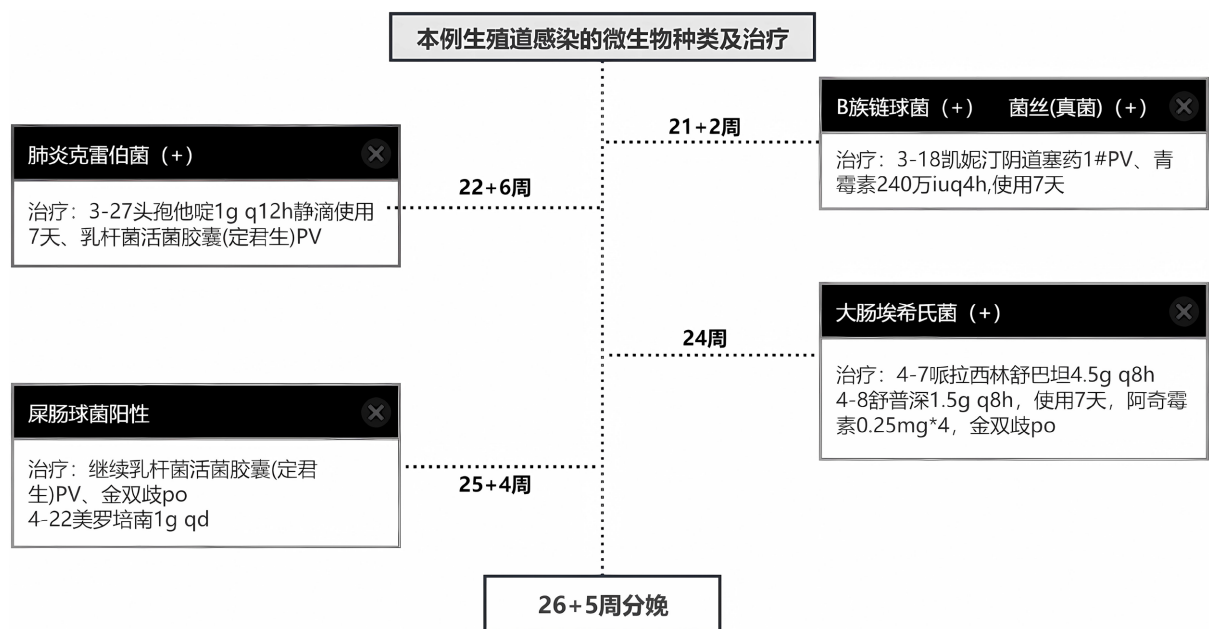 本例生殖道感染的微生物种类及治疗
21+2周
B族链球菌（+） 菌丝(真菌)（+）
治疗：3-18凯妮汀阴道塞药1#PV、青
霉素240万iuq4h,使用7天
22+6周
肺炎克雷伯菌（+）
治疗：3-27头孢他啶1g q12h静滴使用
7天、乳杆菌活菌胶囊(定君生)PV
24周
大肠埃希氏菌（+）
治疗：4-7哌拉西林舒巴坦4.5g q8h
4-8舒普深1.5g q8h，使用7天，阿奇霉
素0.25mg*4，金双歧po
25+4周
屎肠球菌阳性
治疗：继续乳杆菌活菌胶囊(定君
生)PV、金双歧po
4-22美罗培南1g qd
26+5周分娩